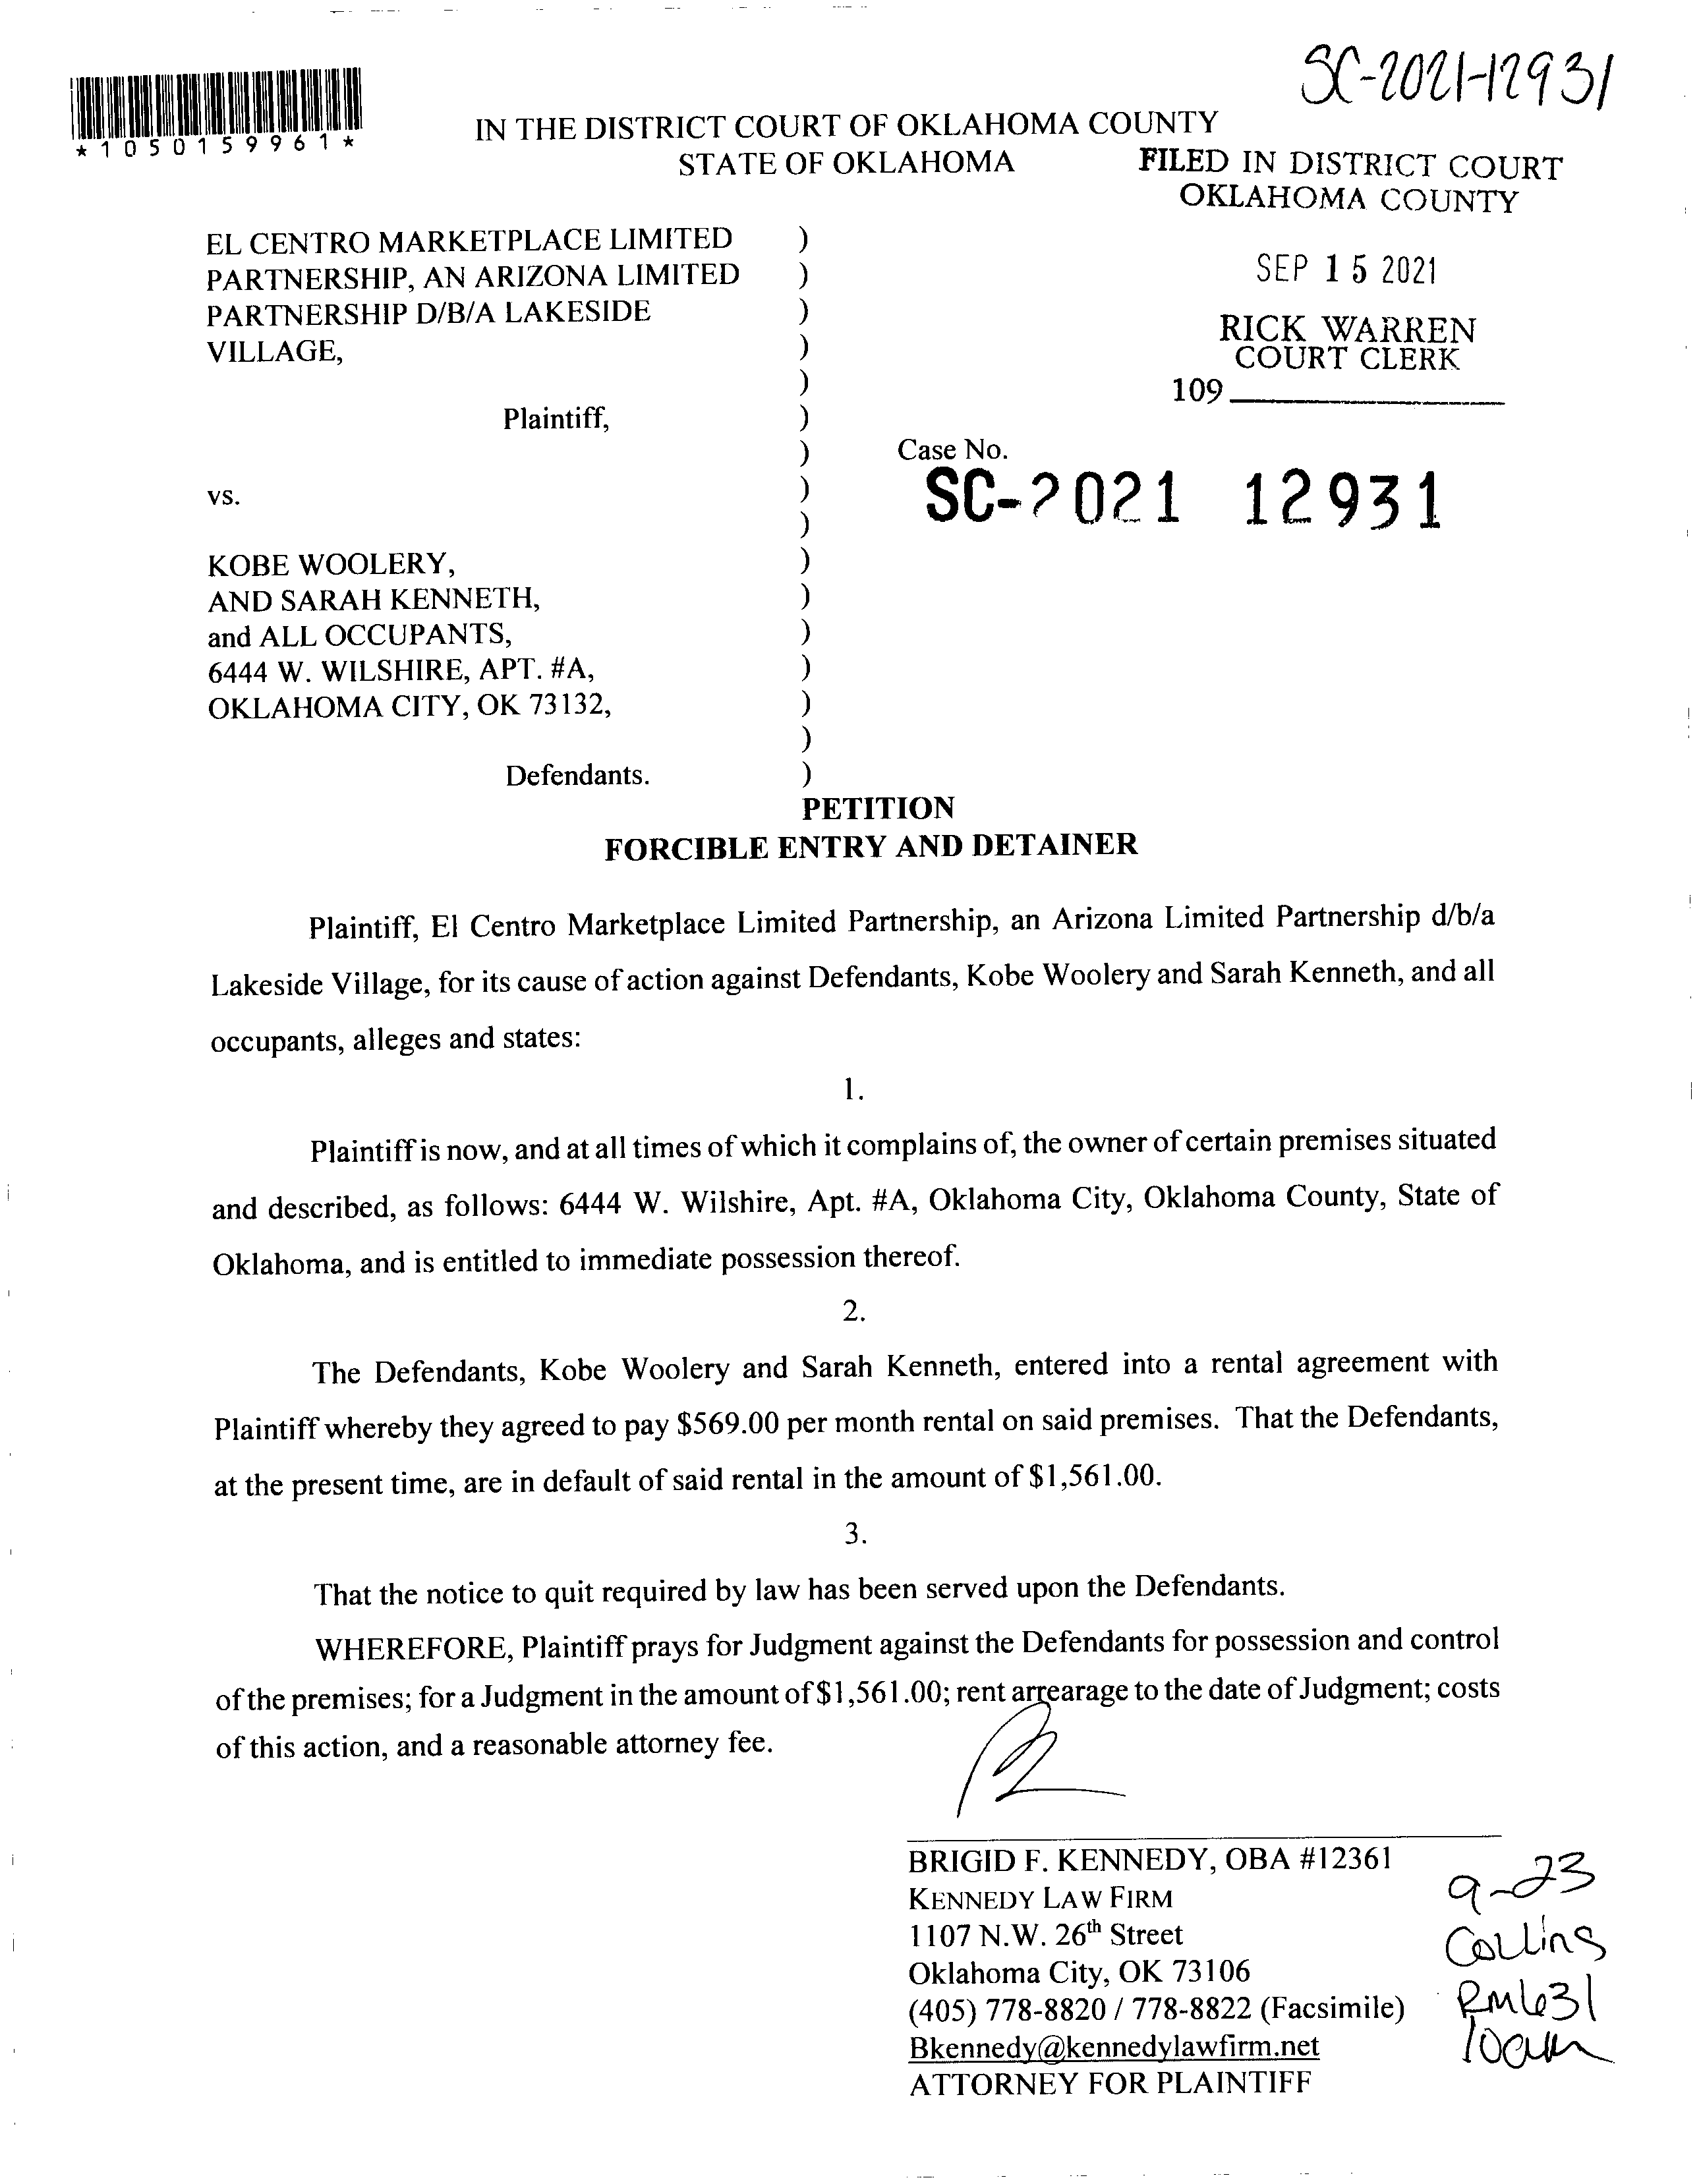 SC-2021-12931
*1050159961*
IN THE DISTRICT COURT OF OKLAHOMA COUNTY
STATE OF OKLAHOMA
FILED IN DISTRICT COURT
OKLAHOMA COUNTY
SEP 15 2021
RICK WARREN
COURT CLERK
109
EL CENTRO MARKETPLACE LIMITED )
PARTNERSHIP, AN ARIZONA LIMITED )
PARTNERSHIP D/B/A LAKESIDE )
VILLAGE, )
)
Plaintiff, )
)
vs. )
)
KOBE WOOLERY, )
AND SARAH KENNETH, )
and ALL OCCUPANTS, )
6444 W. WILSHIRE, APT. #A, )
OKLAHOMA CITY, OK 73132, )
)
Defendants. )
Case No.
SC-2021 12931
PETITION
FORCIBLE ENTRY AND DETAINER
Plaintiff, El Centro Marketplace Limited Partnership, an Arizona Limited Partnership d/b/a
Lakeside Village, for its cause of action against Defendants, Kobe Woolery and Sarah Kenneth, and all
occupants, alleges and states:
1.
Plaintiff is now, and at all times of which it complains of, the owner of certain premises situated
and described, as follows: 6444 W. Wilshire, Apt. #A, Oklahoma City, Oklahoma County, State of
Oklahoma, and is entitled to immediate possession thereof.
2.
The Defendants, Kobe Woolery and Sarah Kenneth, entered into a rental agreement with
Plaintiff whereby they agreed to pay $569.00 per month rental on said premises. That the Defendants,
at the present time, are in default of said rental in the amount of $1,561.00.
3.
That the notice to quit required by law has been served upon the Defendants.
WHEREFORE, Plaintiff prays for Judgment against the Defendants for possession and control
of the premises; for a Judgment in the amount of $1,561.00; rent arrearage to the date of Judgment; costs
of this action, and a reasonable attorney fee.
BRIGID F. KENNEDY, OBA #12361
KENNEDY LAW FIRM
1107 N.W. 26th Street
Oklahoma City, OK 73106
(405) 778-8820 / 778-8822 (Facsimile)
Bkennedy@kennedylawfirm.net
ATTORNEY FOR PLAINTIFF
9-23
Collins
Rm631
10am